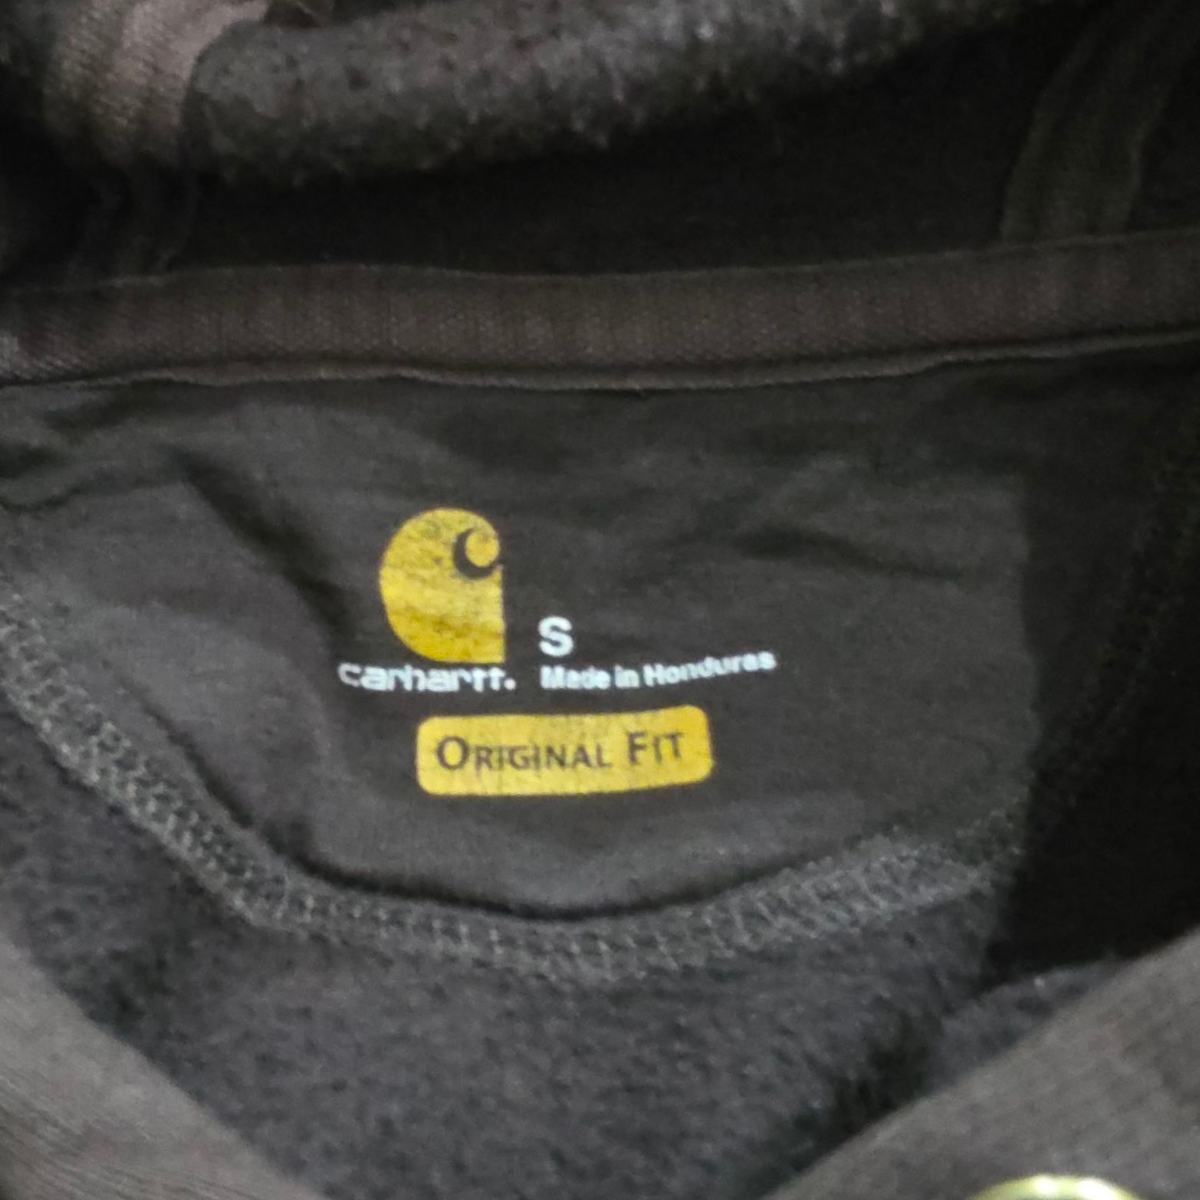 S
carhartt.
Made in Honduras
ORIGINAL FIT